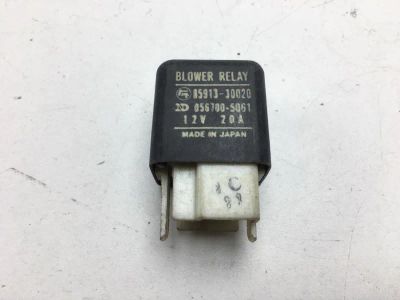 BLOWER RELAY
85913-30020
056700-5061
12V 20A
MADE IN JAPAN
C